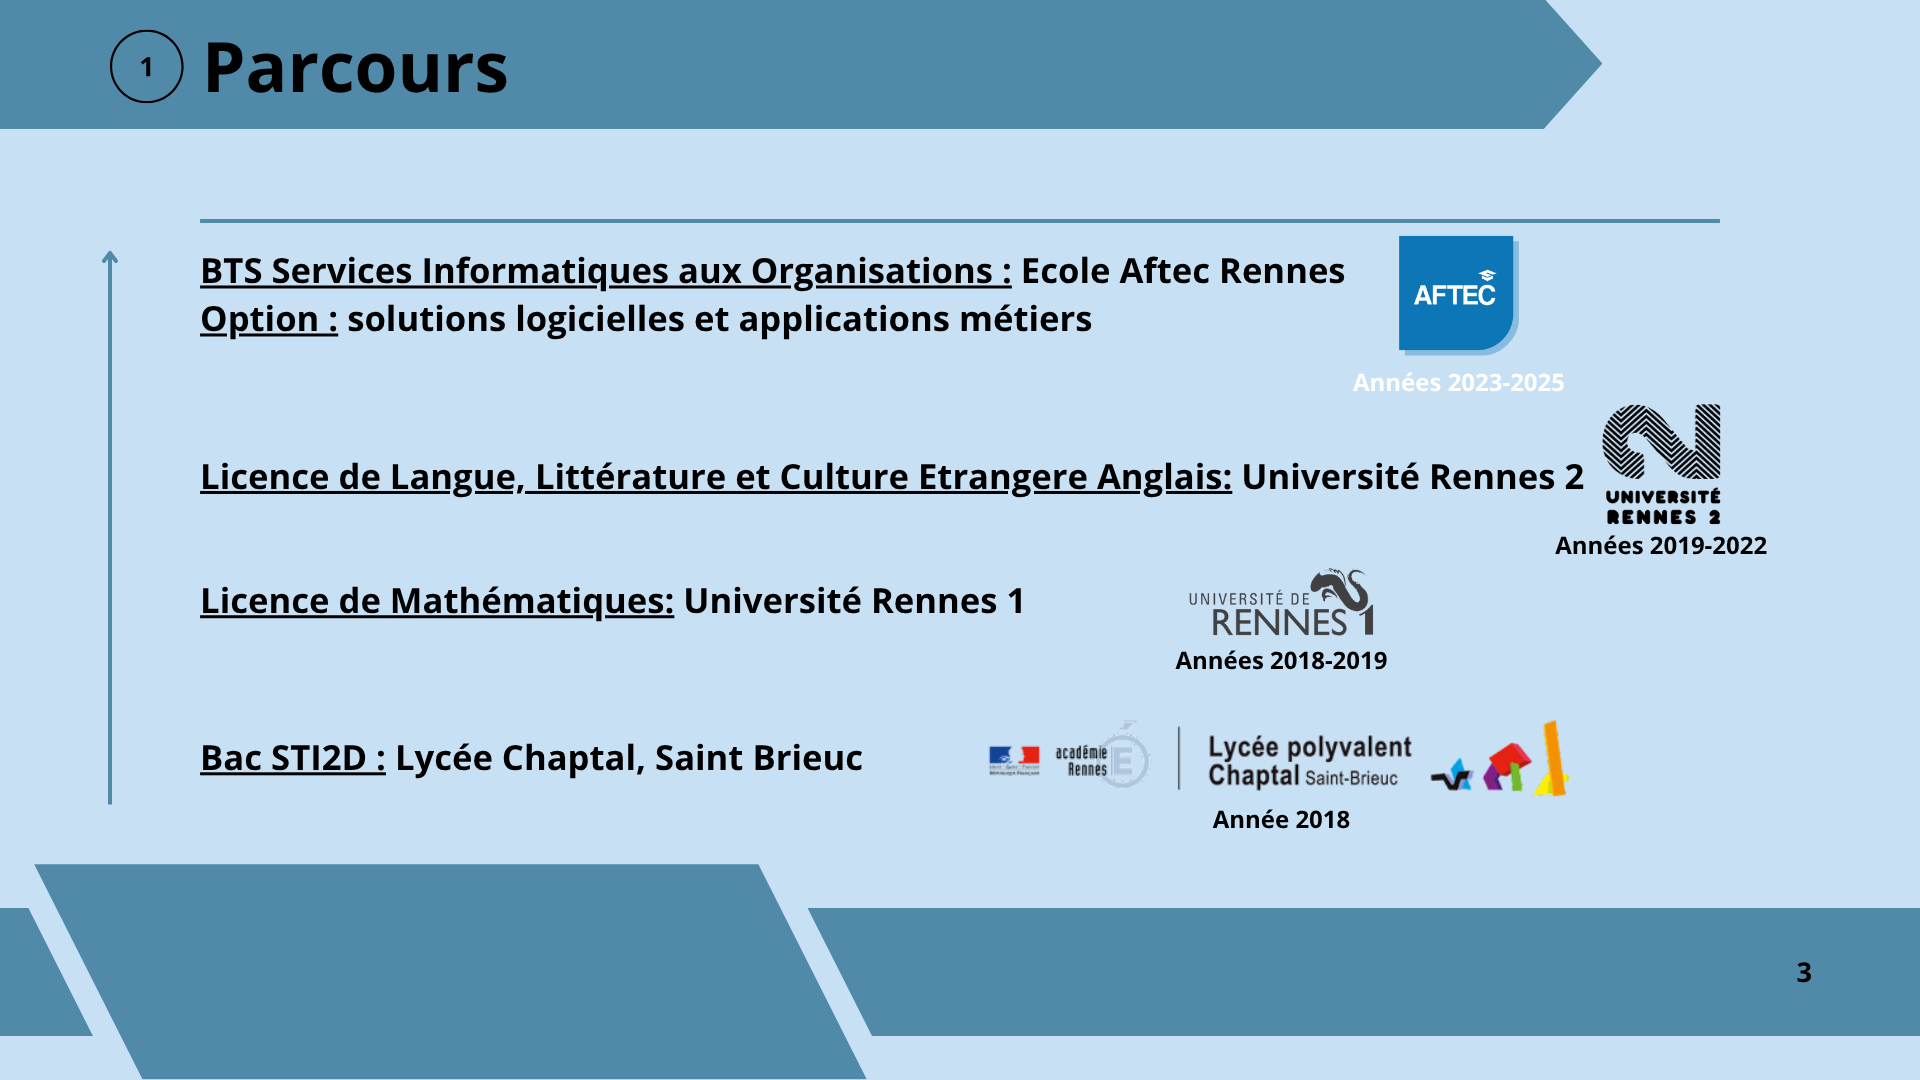 1
Parcours
BTS Services Informatiques aux Organisations : Ecole Aftec Rennes
Option : solutions logicielles et applications métiers
AFTEC
Années 2023-2025
Licence de Langue, Littérature et Culture Etrangere Anglais: Université Rennes 2
UNIVERSITÉ
RENNES 2
Années 2019-2022
Licence de Mathématiques: Université Rennes 1
UNIVERSITÉ DE
RENNES 1
Années 2018-2019
Bac STI2D : Lycée Chaptal, Saint Brieuc
académie
Rennes
É
Lycée polyvalent
Chaptal Saint-Brieuc
Année 2018
3